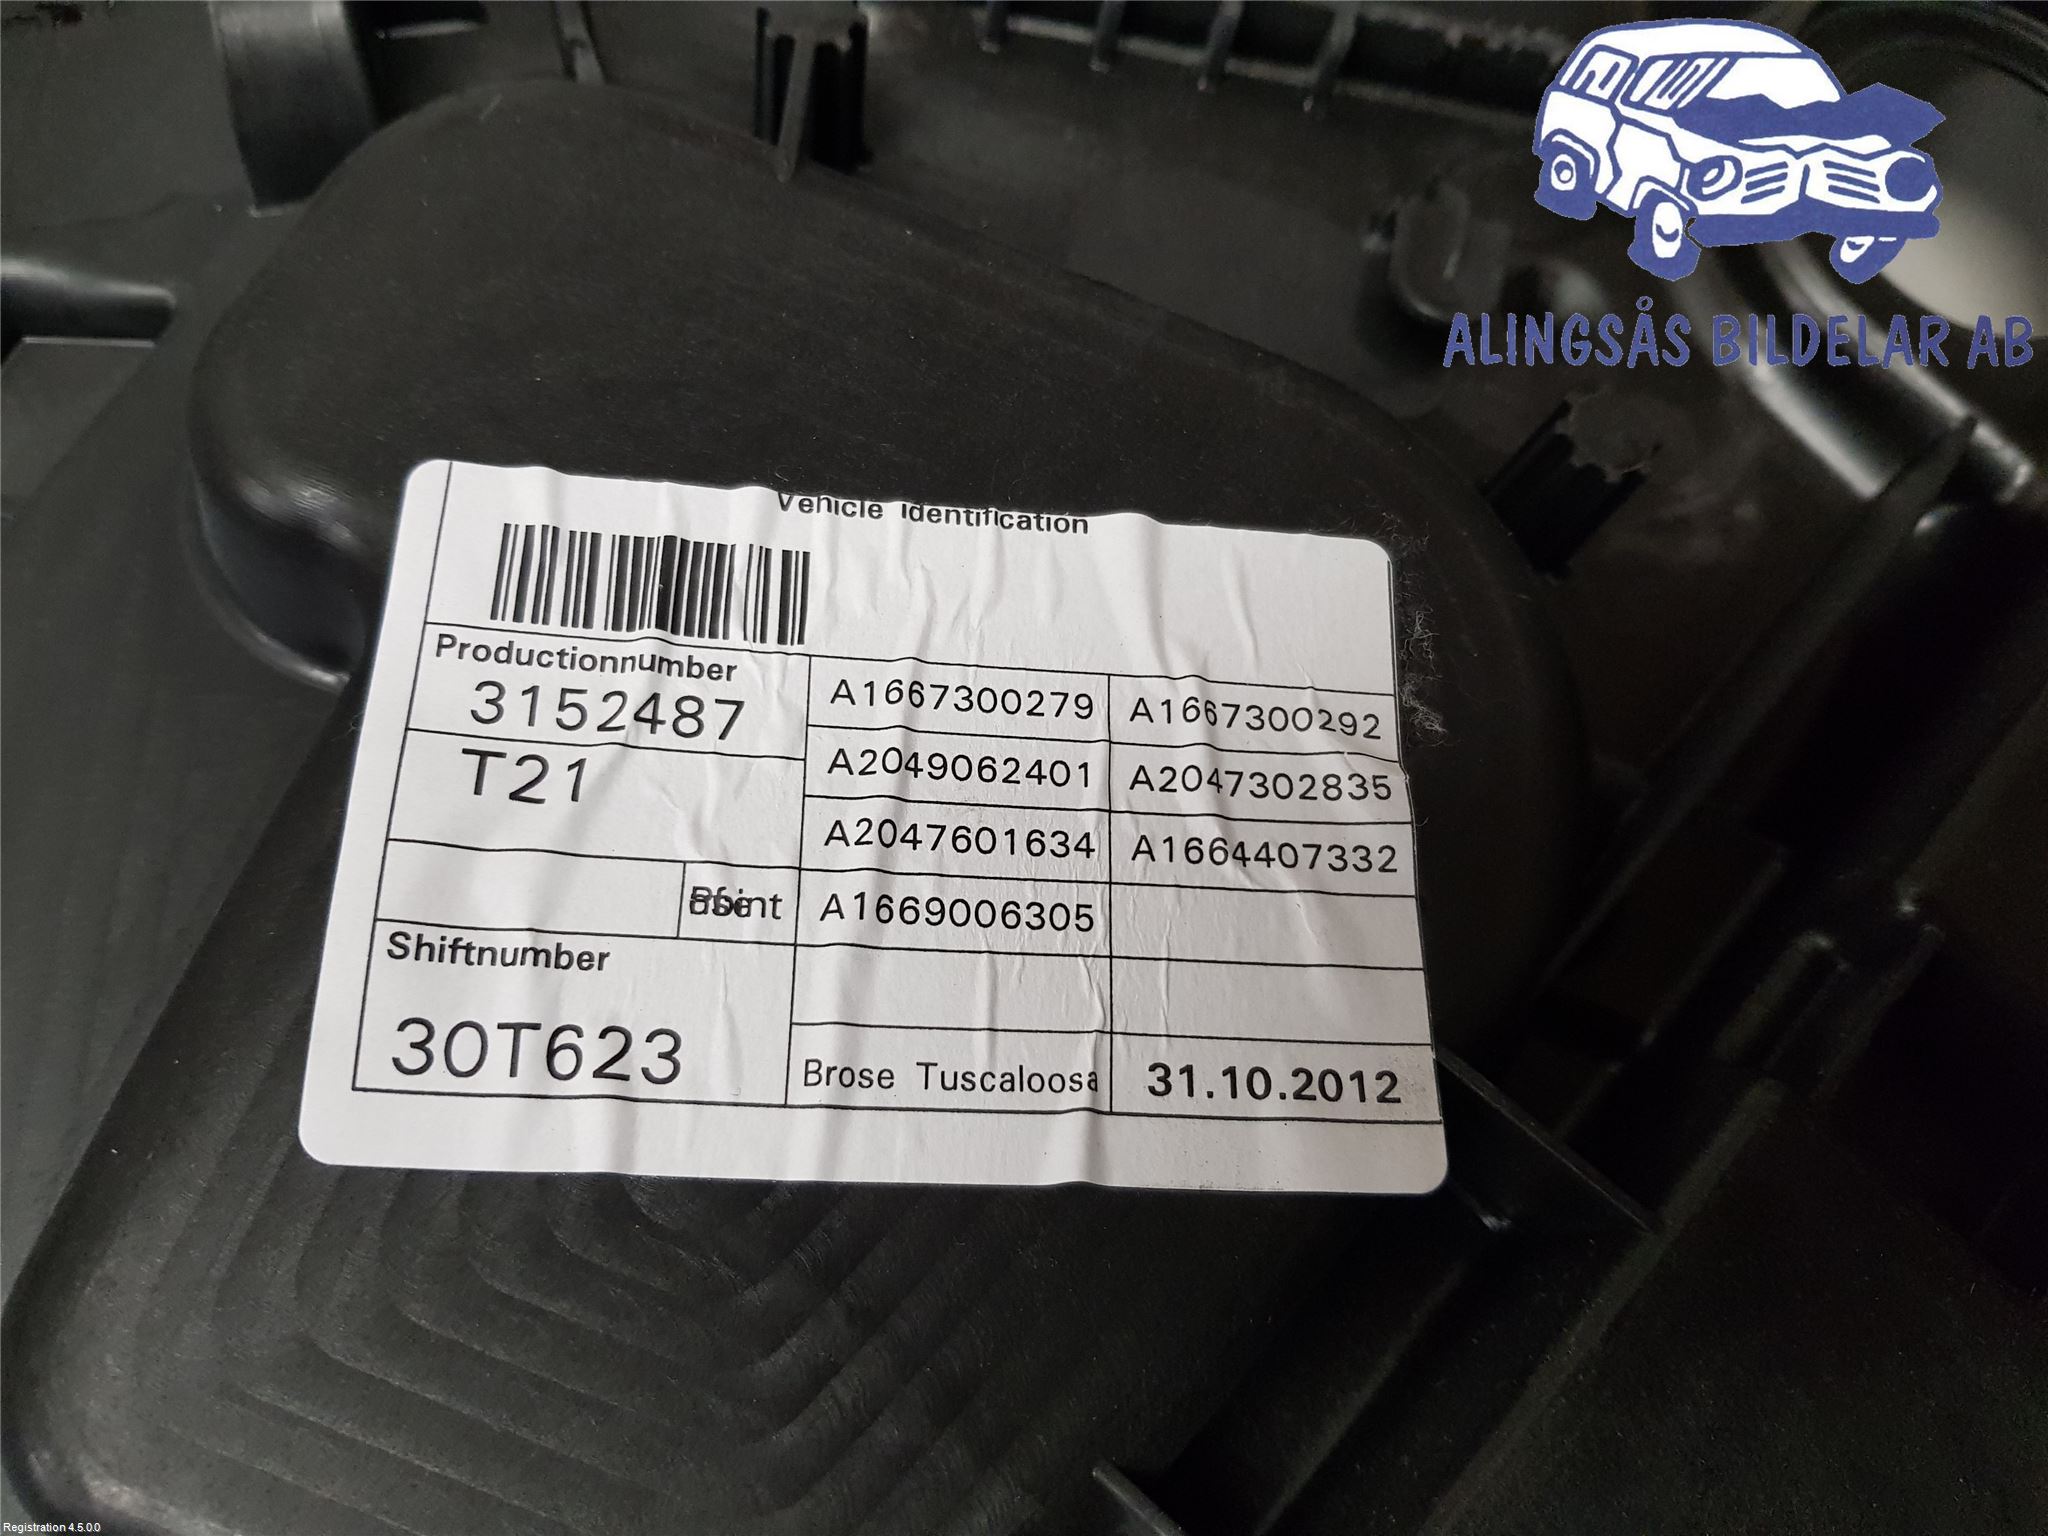 ALINGSÅS BILDELAR AB
Vehicle Identification
Productionnumber
3152487
A1667300279 A1667300292
T21
A2049062401 A2047302835
A2047601634 A1664407332
A1669006305
Shiftnumber
30T623
Brose Tuscaloosa 31.10.2012
Registration 4.5.0.0